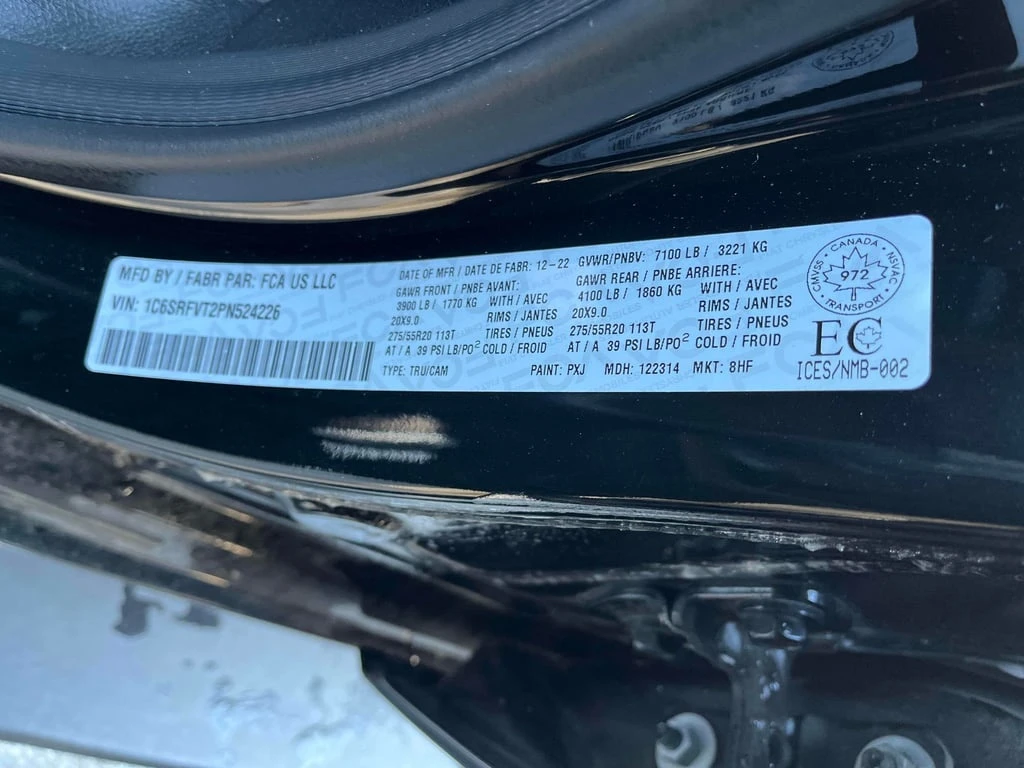 MFD BY / FABR PAR: FCA US LLC
VIN: 1C6SRFVT2PN524226
DATE OF MFR / DATE DE FABR: 12-22 GVWR/PNBV: 7100 LB / 3221 KG
GAWR FRONT / PNBE AVANT: GAWR REAR / PNBE ARRIERE:
3900 LB / 1770 KG WITH / AVEC 4100 LB / 1860 KG WITH / AVEC
20X9.0 RIMS / JANTES 20X9.0 RIMS / JANTES
275/55R20 113T TIRES / PNEUS 275/55R20 113T TIRES / PNEUS
AT / A 39 PSI LB/PO² COLD / FROID AT / A 39 PSI LB/PO² COLD / FROID
TYPE: TRU/CAM PAINT: PXJ MDH: 122314 MKT: 8HF
CANADA
CMVSS 972 NSVAC
TRANSPORT
EC
ICES/NMB-002